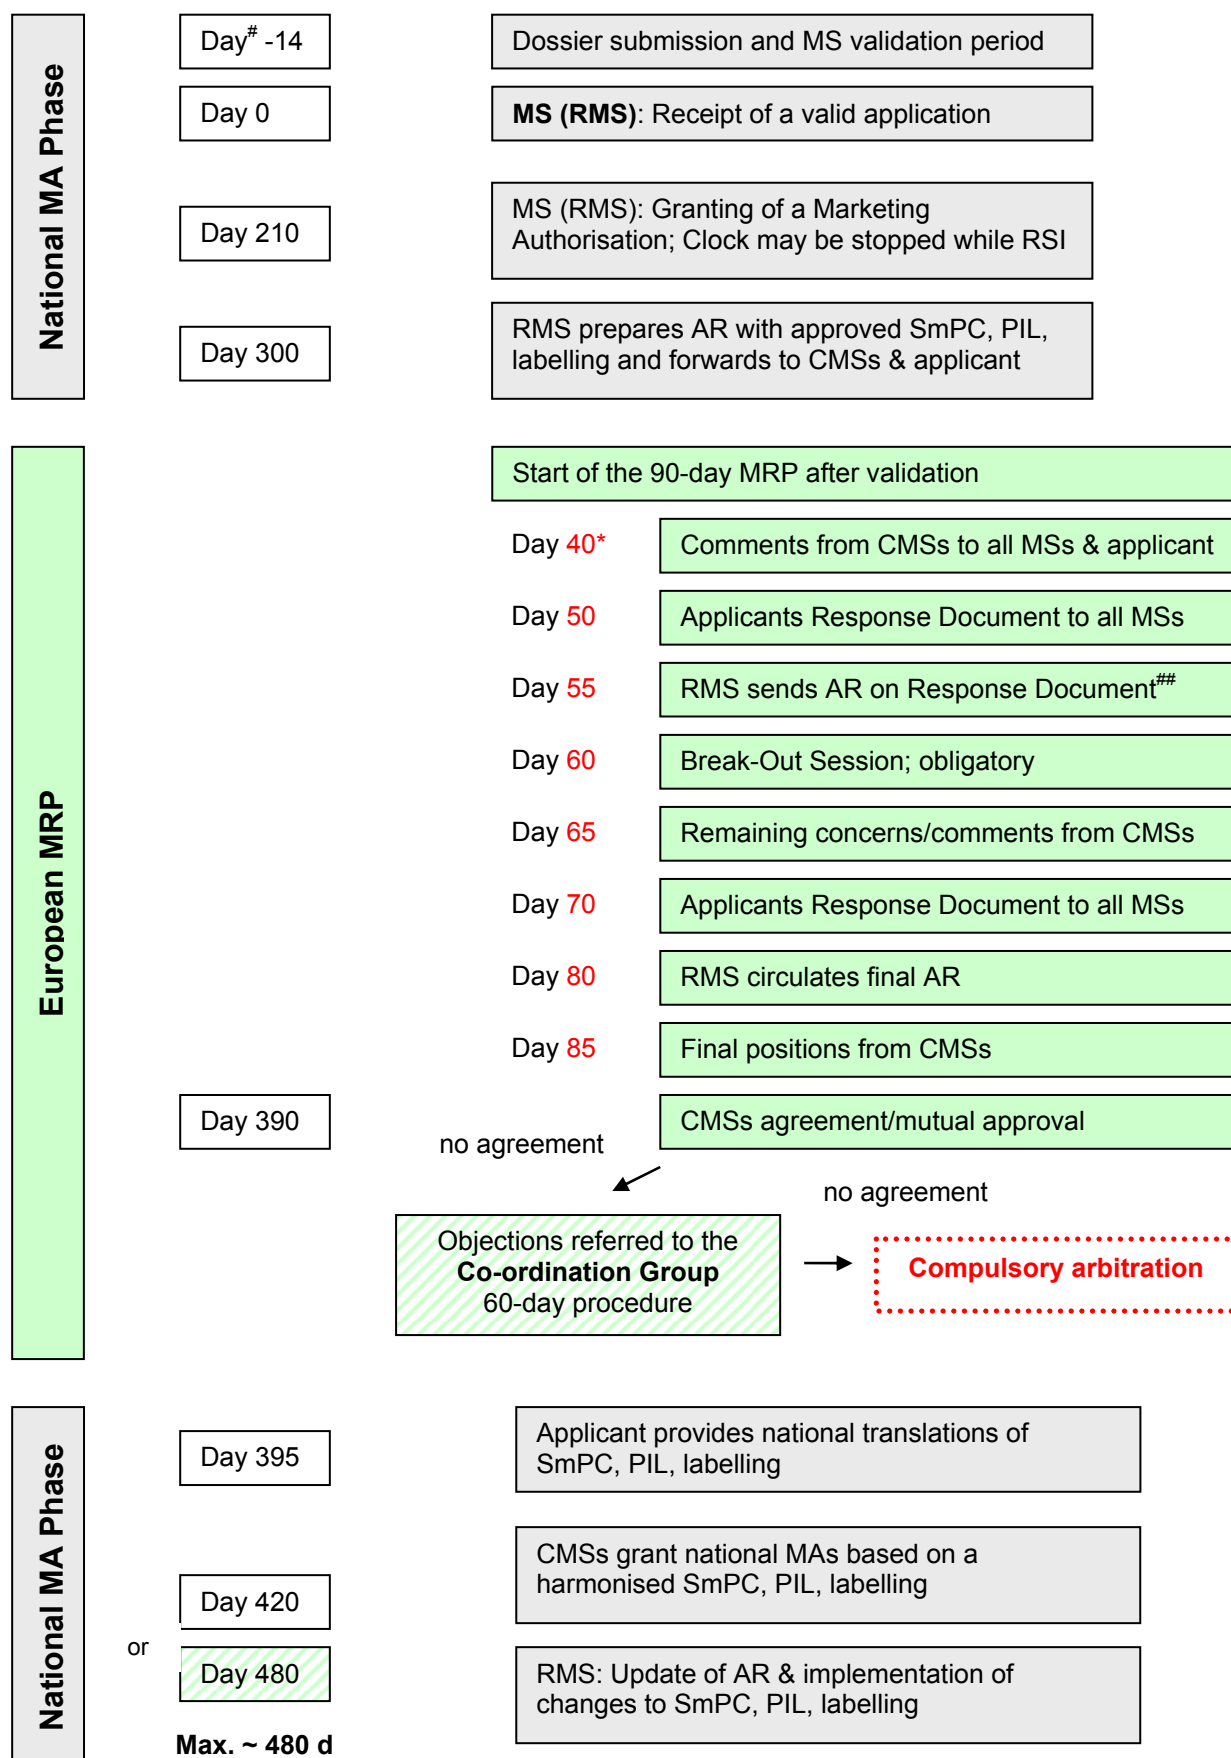 National MA Phase
Day# -14
Dossier submission and MS validation period
Day 0
MS (RMS): Receipt of a valid application
Day 210
MS (RMS): Granting of a Marketing
Authorisation; Clock may be stopped while RSI
Day 300
RMS prepares AR with approved SmPC, PIL,
labelling and forwards to CMSs & applicant
European MRP
Start of the 90-day MRP after validation
Day 40*
Comments from CMSs to all MSs & applicant
Day 50
Applicants Response Document to all MSs
Day 55
RMS sends AR on Response Document##
Day 60
Break-Out Session; obligatory
Day 65
Remaining concerns/comments from CMSs
Day 70
Applicants Response Document to all MSs
Day 80
RMS circulates final AR
Day 85
Final positions from CMSs
Day 390
CMSs agreement/mutual approval
no agreement
no agreement
Objections referred to the
Co-ordination Group
60-day procedure
Compulsory arbitration
National MA Phase
Day 395
Applicant provides national translations of
SmPC, PIL, labelling
Day 420
CMSs grant national MAs based on a
harmonised SmPC, PIL, labelling
or
Day 480
RMS: Update of AR & implementation of
changes to SmPC, PIL, labelling
Max. ~ 480 d